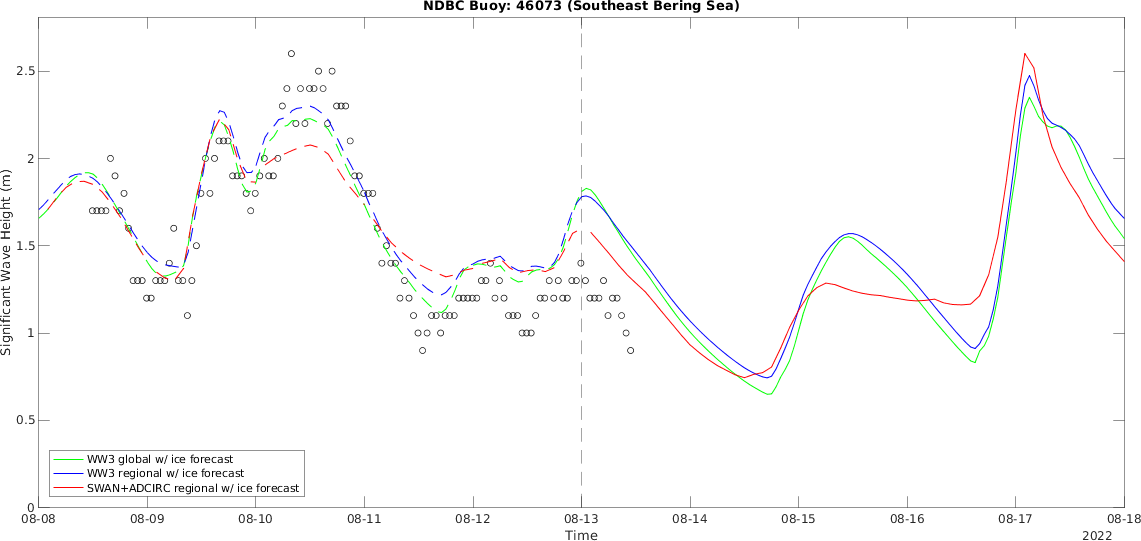 NDBC Buoy: 46073 (Southeast Bering Sea)
Significant Wave Height (m)
2.5
2
1.5
1
0.5
0
WW3 global w/ ice forecast
WW3 regional w/ ice forecast
SWAN+ADCIRC regional w/ ice forecast
08-08 08-09 08-10 08-11 08-12 08-13 08-14 08-15 08-16 08-17 08-18
Time
2022